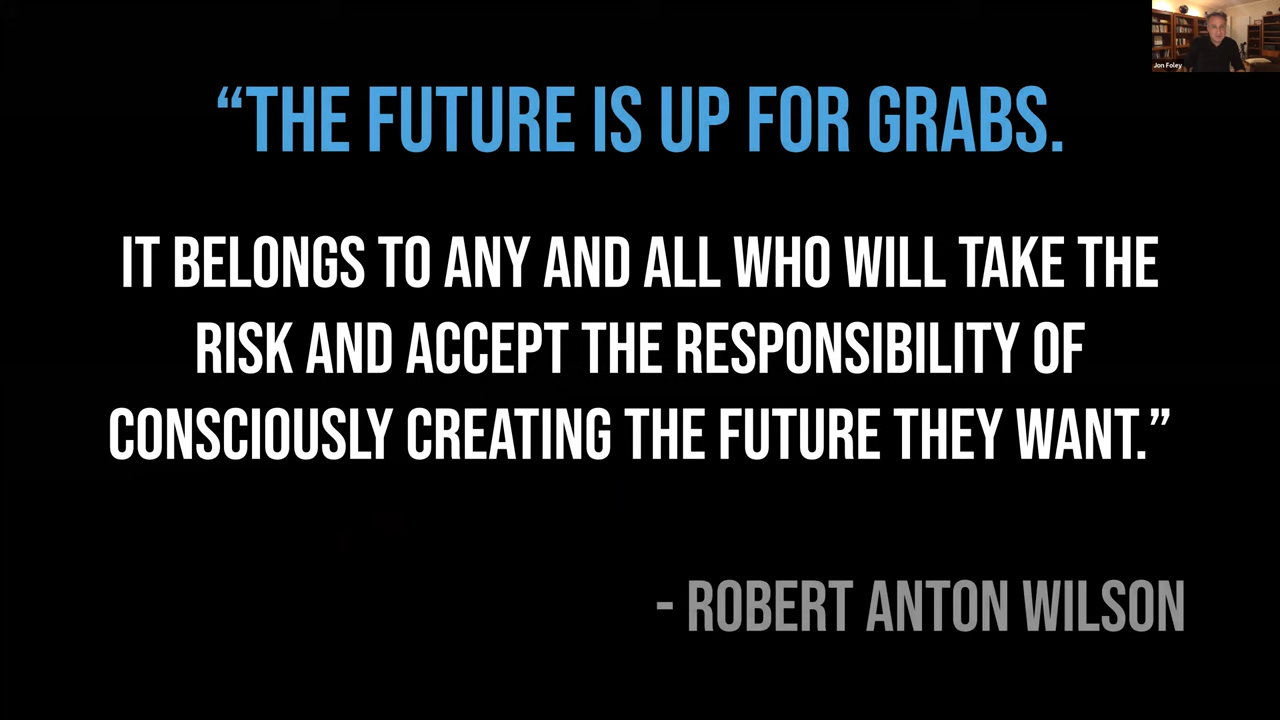 Jon Foley
“THE FUTURE IS UP FOR GRABS.
IT BELONGS TO ANY AND ALL WHO WILL TAKE THE
RISK AND ACCEPT THE RESPONSIBILITY OF
CONSCIOUSLY CREATING THE FUTURE THEY WANT.”
- ROBERT ANTON WILSON